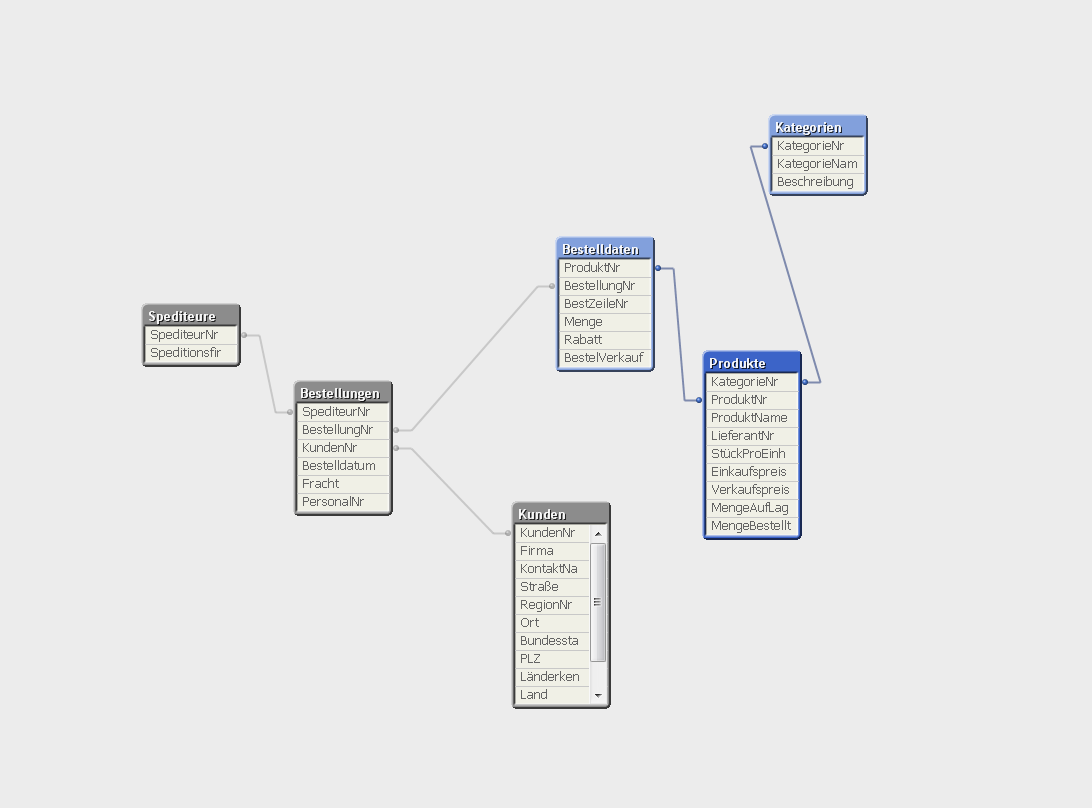 Kategorien
KategorieNr
KategorieNam
Beschreibung
Bestelldaten
ProduktNr
BestellungNr
BestZeileNr
Menge
Rabatt
BestelVerkauf
Spediteure
SpediteurNr
Speditionsfir
Produkte
KategorieNr
ProduktNr
ProduktName
LieferantNr
StückProEinh
Einkaufspreis
Verkaufspreis
MengeAufLag
MengeBestellt
Bestellungen
SpediteurNr
BestellungNr
KundenNr
Bestelldatum
Fracht
PersonalNr
Kunden
KundenNr
Firma
KontaktNa
Straße
RegionNr
Ort
Bundessta
PLZ
Länderken
Land